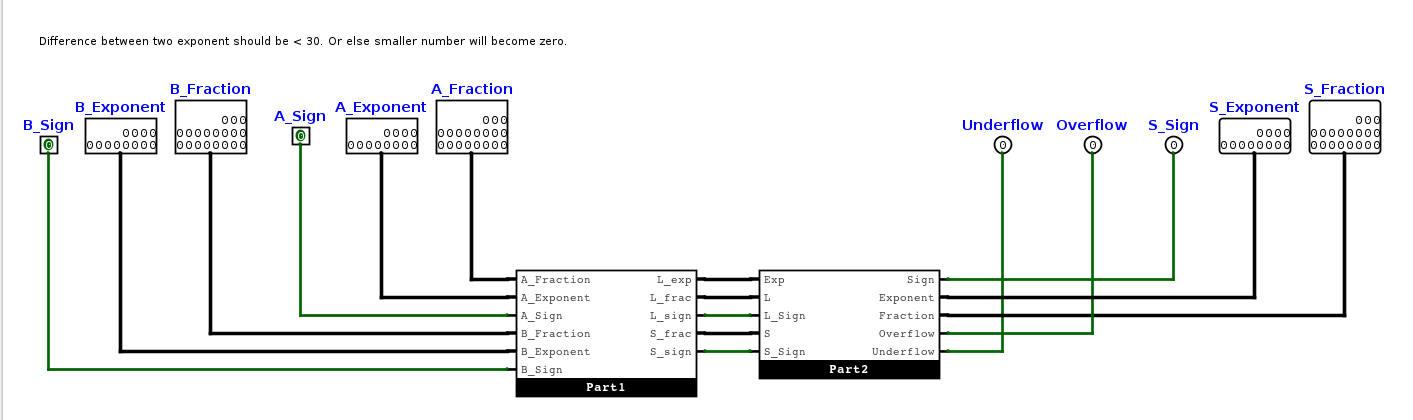 Difference between two exponent should be < 30. Or else smaller number will become zero.
B_Sign
0
B_Exponent
0000
00000000
B_Fraction
000
00000000
00000000
A_Sign
0
A_Exponent
0000
00000000
A_Fraction
000
00000000
00000000
Underflow
0
Overflow
0
S_Sign
0
S_Exponent
0000
00000000
S_Fraction
000
00000000
00000000
A_Fraction L_exp
A_Exponent L_frac
A_Sign L_sign
B_Fraction S_frac
B_Exponent S_sign
B_Sign
Part1
Exp Sign
L Exponent
L_Sign Fraction
S Overflow
S_Sign Underflow
Part2